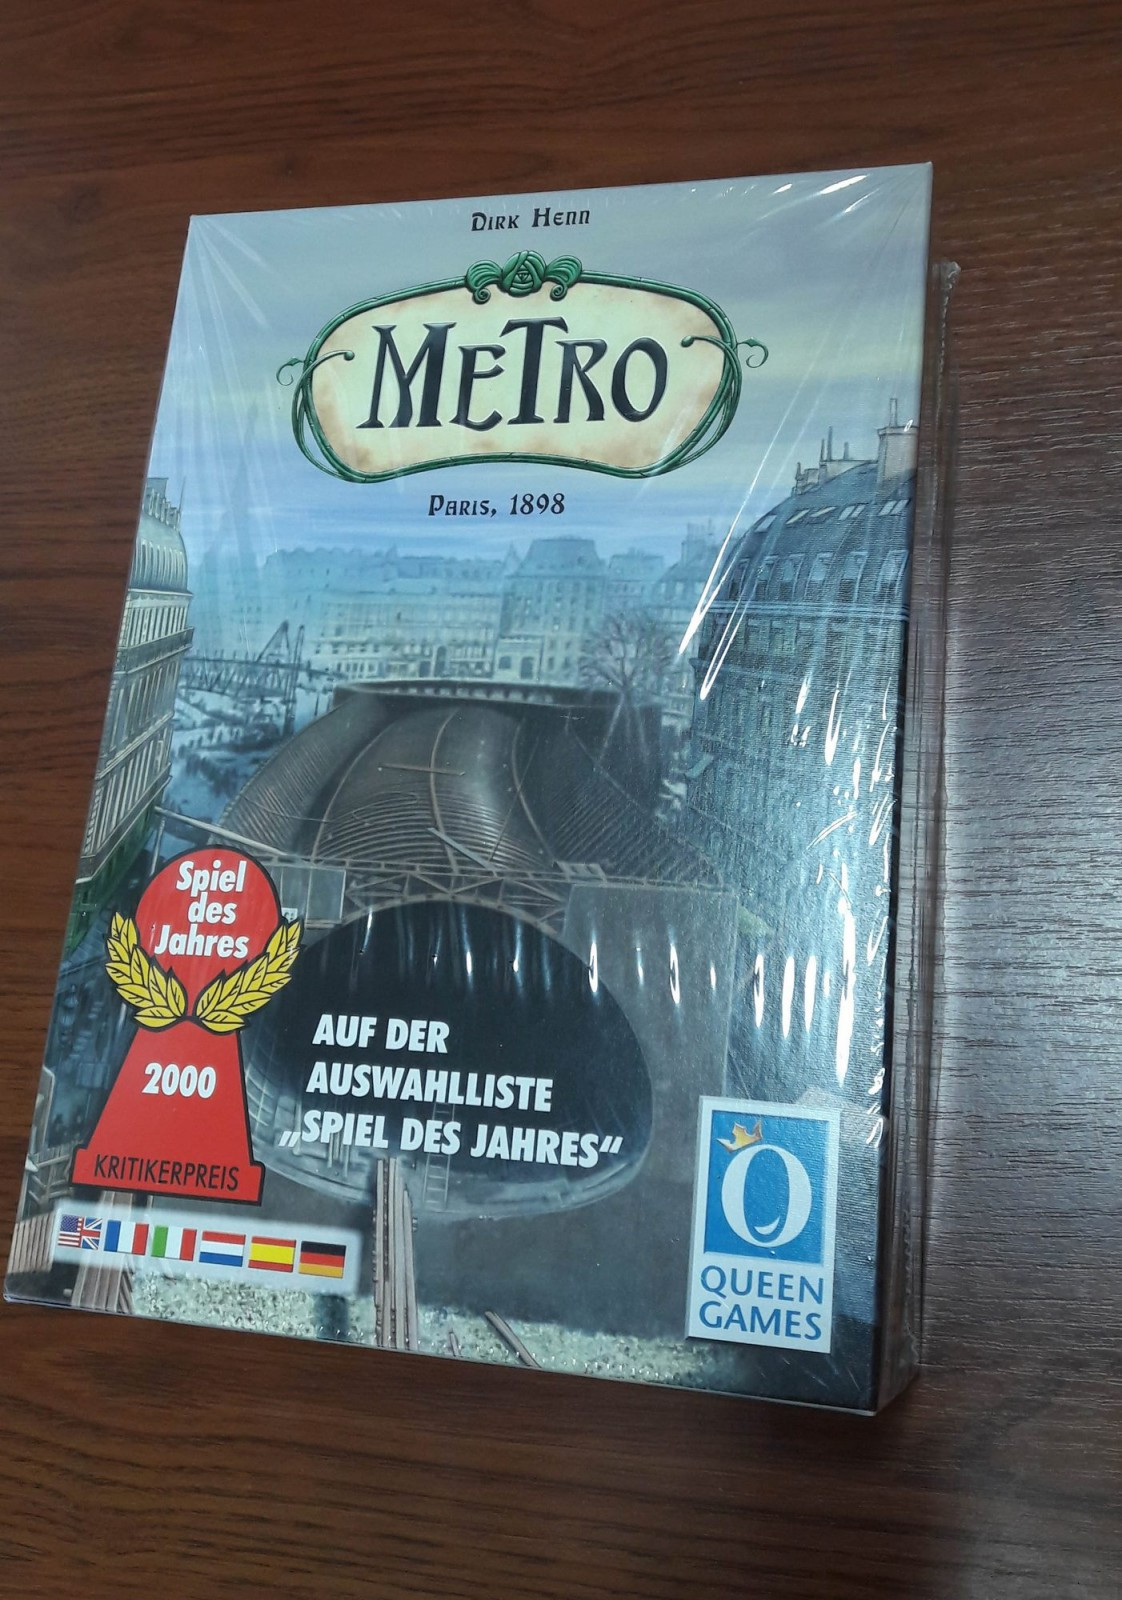 Dirk Henn
Metro
Paris, 1898
Spiel
des
Jahres
2000
KRITIKERPREIS
AUF DER
AUSWAHLLISTE
„SPIEL DES JAHRES“
QUEEN
GAMES